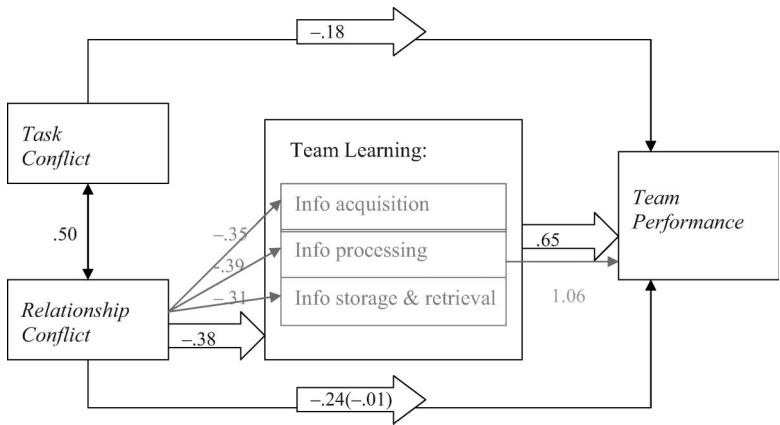 –.18
Task
Conflict
Team Learning:
Info acquisition
Team
Performance
–.35
.50
.65
Info processing
–.39
–.31
Info storage & retrieval
1.06
Relationship
Conflict
–.38
–.24(–.01)